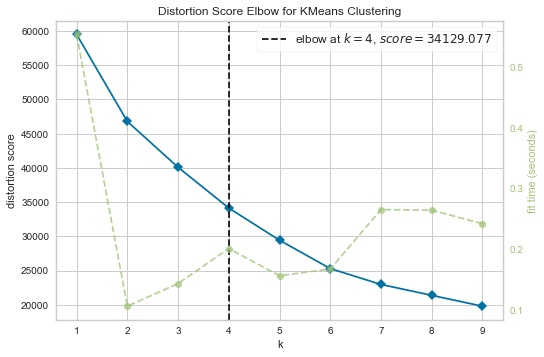 Distortion Score Elbow for KMeans Clustering
elbow at k = 4, score = 34129.077
distortion score
60000
55000
50000
45000
40000
35000
30000
25000
20000
0.5
0.4
0.3
0.2
0.1
fit time (seconds)
1 2 3 4 5 6 7 8 9
k